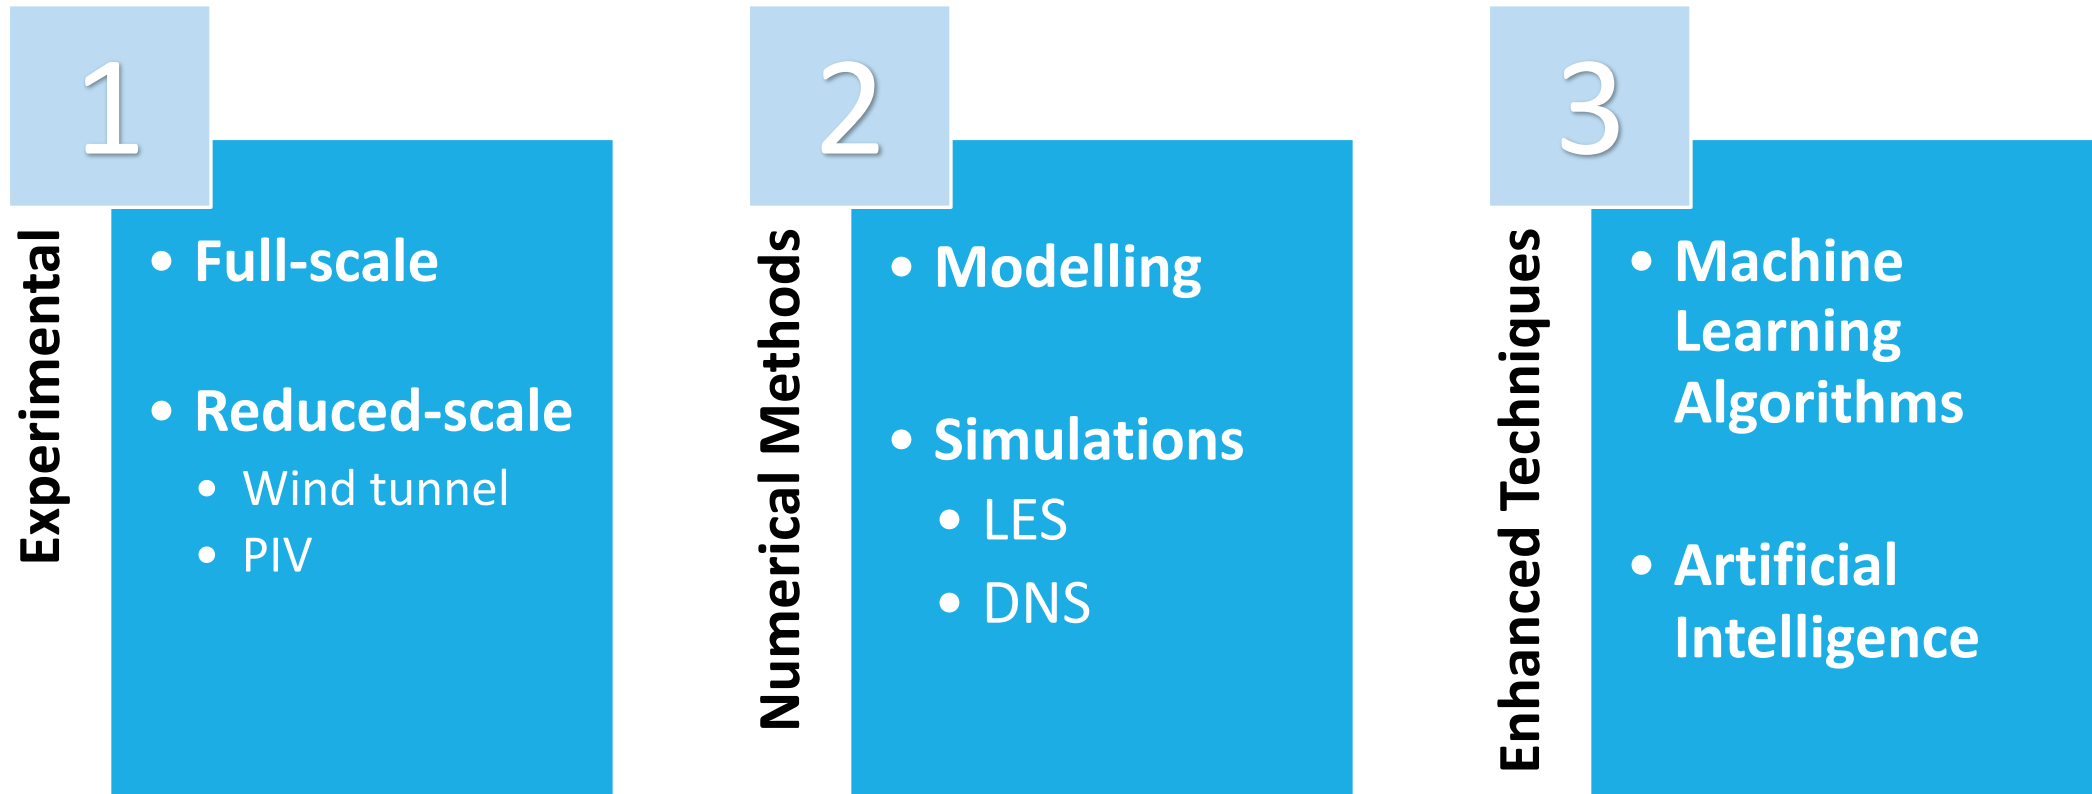 1
Experimental
• Full-scale
• Reduced-scale
• Wind tunnel
• PIV
2
Numerical Methods
• Modelling
• Simulations
• LES
• DNS
3
Enhanced Techniques
• Machine
Learning
Algorithms
• Artificial
Intelligence